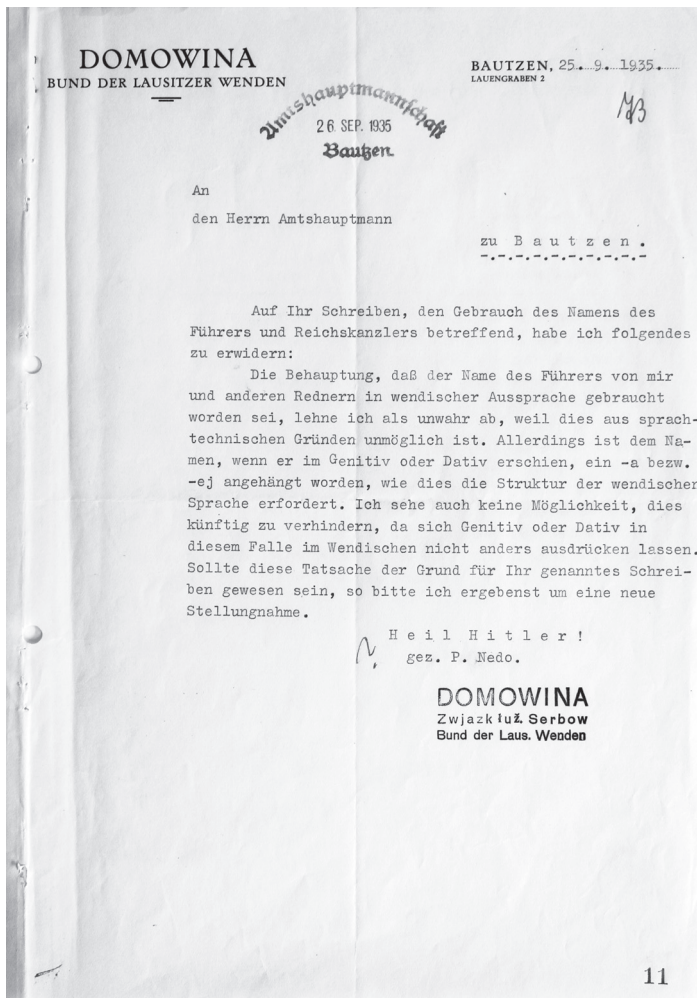 DOMOWINA
BUND DER LAUSITZER WENDEN
BAUTZEN, 25. 9. 1935.
LAUENGRABEN 2
Amtshauptmannschaft
26 SEP. 1935
Bautzen
An
den Herrn Amtshauptmann
zu Bautzen.
-.-.-.-.-.-.-.-.-.-
Auf Ihr Schreiben, den Gebrauch des Namens des
Führers und Reichskanzlers betreffend, habe ich folgendes
zu erwidern:
Die Behauptung, daß der Name des Führers von mir
und anderen Rednern in wendischer Aussprache gebraucht
worden sei, lehne ich als unwahr ab, weil dies aus sprach-
technischen Gründen unmöglich ist. Allerdings ist dem Na-
men, wenn er im Genitiv oder Dativ erschien, ein -a bezw.
-ej angehängt worden, wie dies die Struktur der wendischen
Sprache erfordert. Ich sehe auch keine Möglichkeit, dies
künftig zu verhindern, da sich Genitiv oder Dativ in
diesem Falle im Wendischen nicht anders ausdrücken lassen.
Sollte diese Tatsache der Grund für Ihr genanntes Schrei-
ben gewesen sein, so bitte ich ergebenst um eine neue
Stellungnahme.
Heil Hitler!
gez. P. Nedo.
DOMOWINA
Zwjazk łuž. Serbow
Bund der Laus. Wenden
11